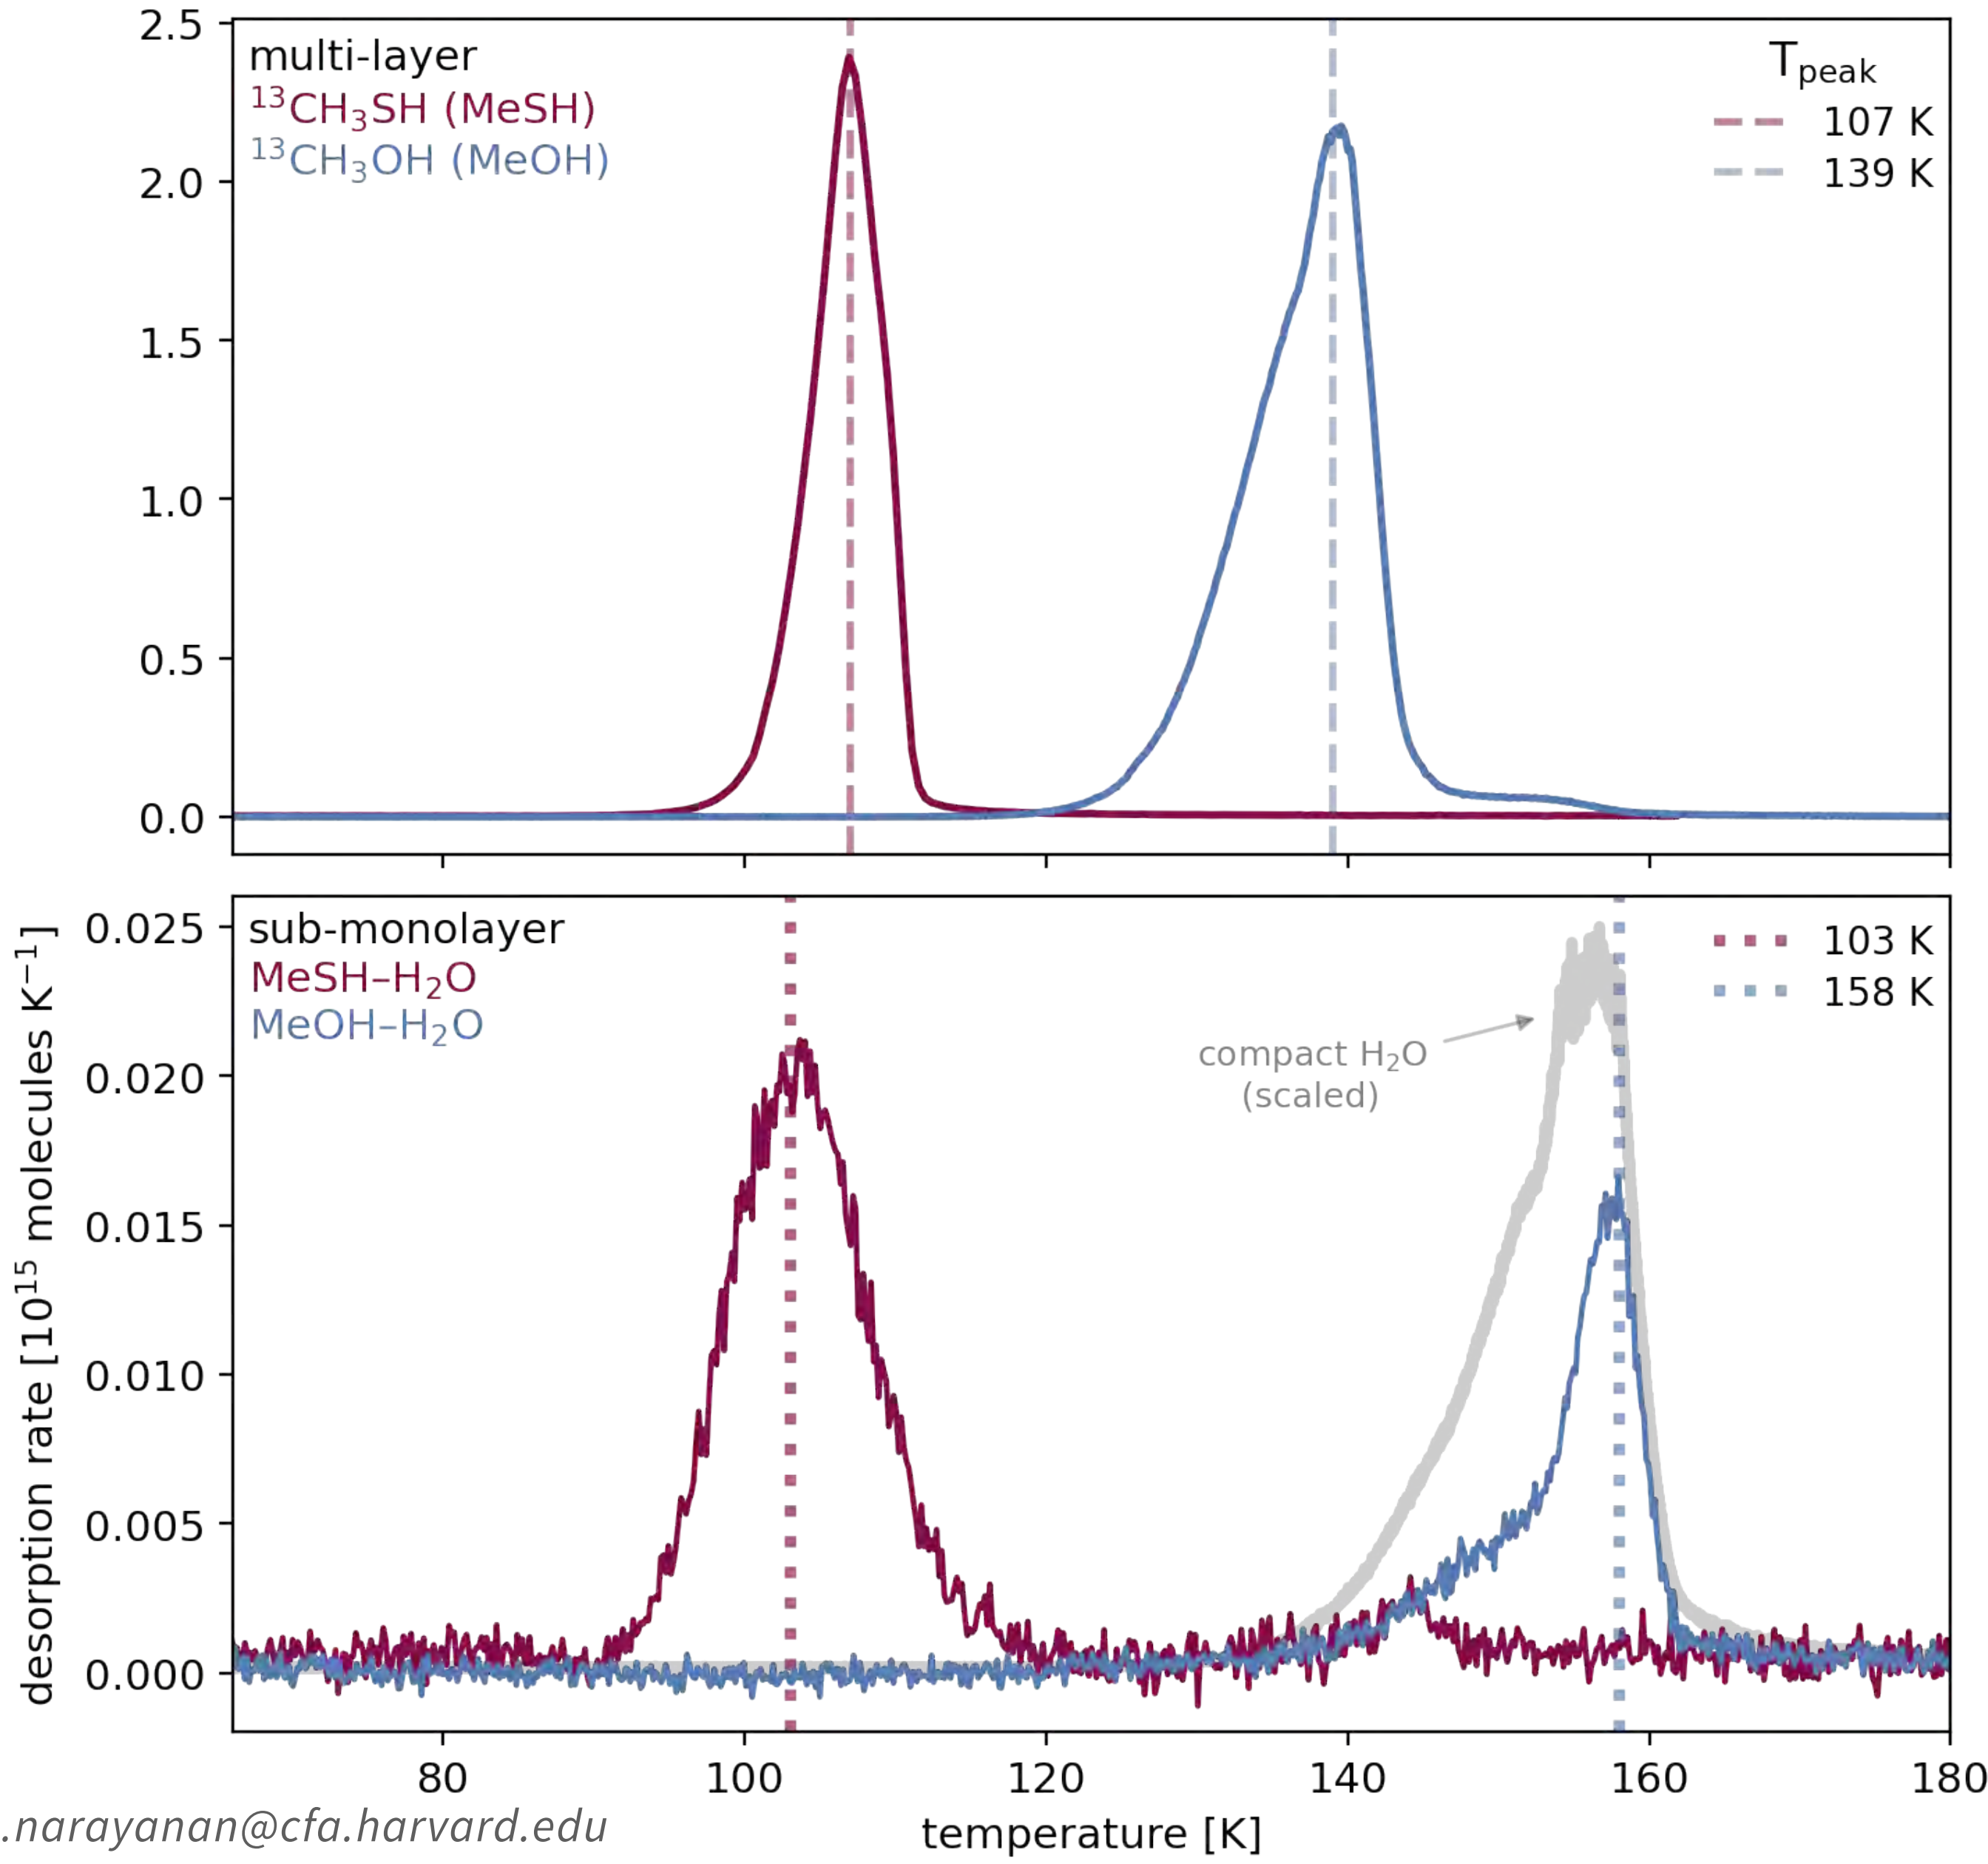 multi-layer
¹³CH₃SH (MeSH)
¹³CH₃OH (MeOH)
T_peak
107 K
139 K
2.5
2.0
1.5
1.0
0.5
0.0
sub-monolayer
MeSH–H₂O
MeOH–H₂O
103 K
158 K
compact H₂O
(scaled)
desorption rate [10¹⁵ molecules K⁻¹]
0.025
0.020
0.015
0.010
0.005
0.000
80 100 120 140 160 180
temperature [K]
.narayanan@cfa.harvard.edu